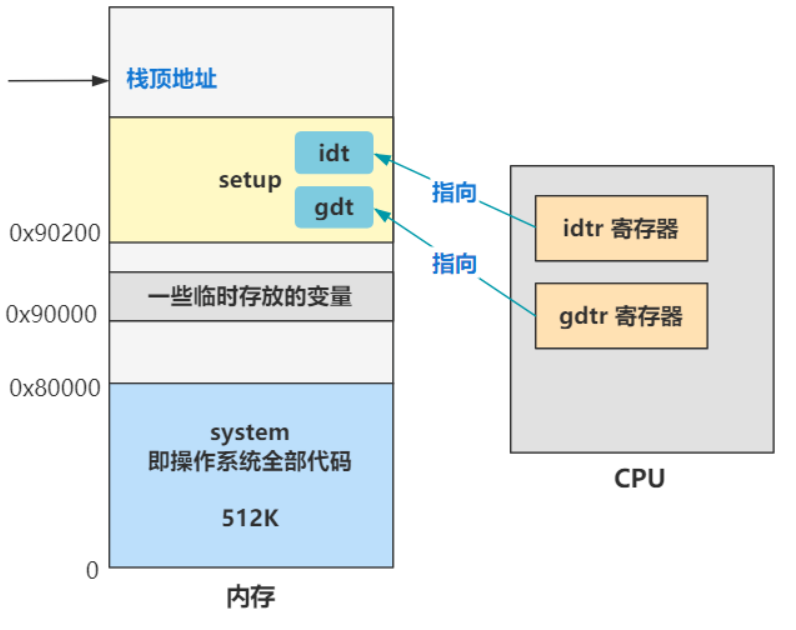 栈顶地址
idt
setup
gdt
0x90200
一些临时存放的变量
0x90000
0x80000
system
即操作系统全部代码
512K
0
内存
指向
指向
idtr 寄存器
gdtr 寄存器
CPU